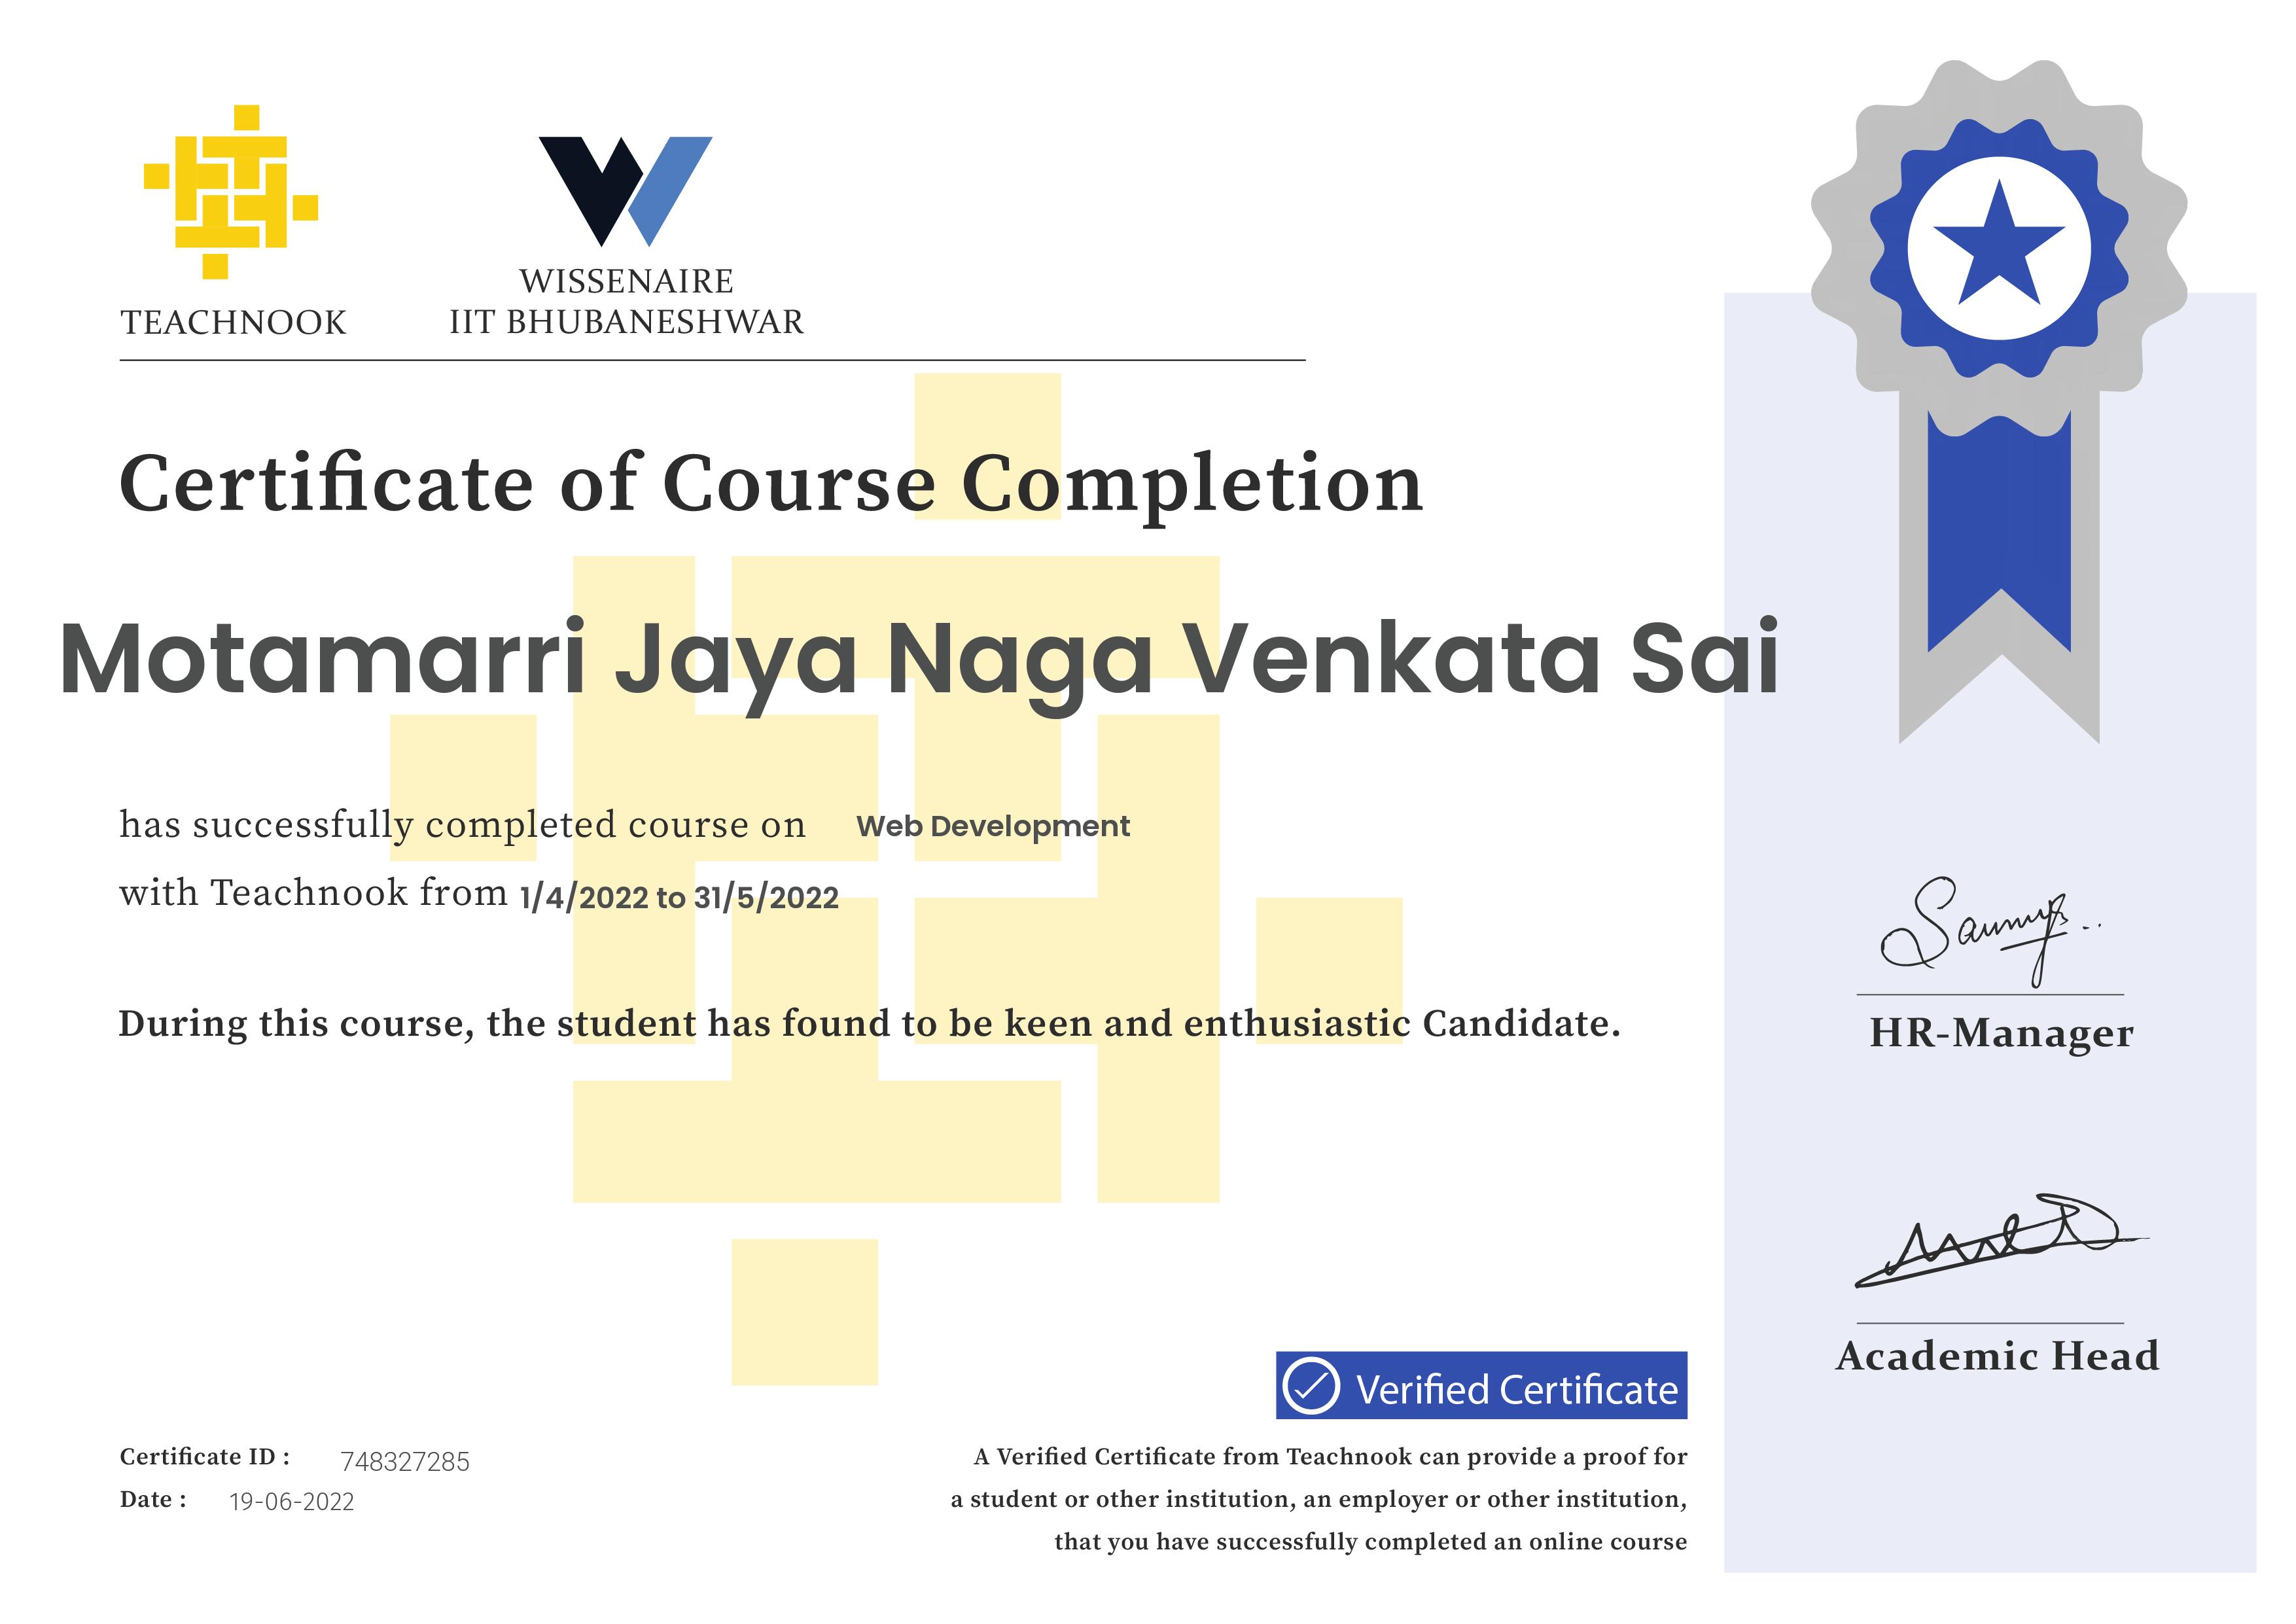 TEACHNOOK
WISSENAIRE
IIT BHUBANESHWAR
Certificate of Course Completion
Motamarri Jaya Naga Venkata Sai
has successfully completed course on Web Development
with Teachnook from 1/4/2022 to 31/5/2022
During this course, the student has found to be keen and enthusiastic Candidate.
HR-Manager
Academic Head
Verified Certificate
Certificate ID : 748327285
Date : 19-06-2022
A Verified Certificate from Teachnook can provide a proof for
a student or other institution, an employer or other institution,
that you have successfully completed an online course